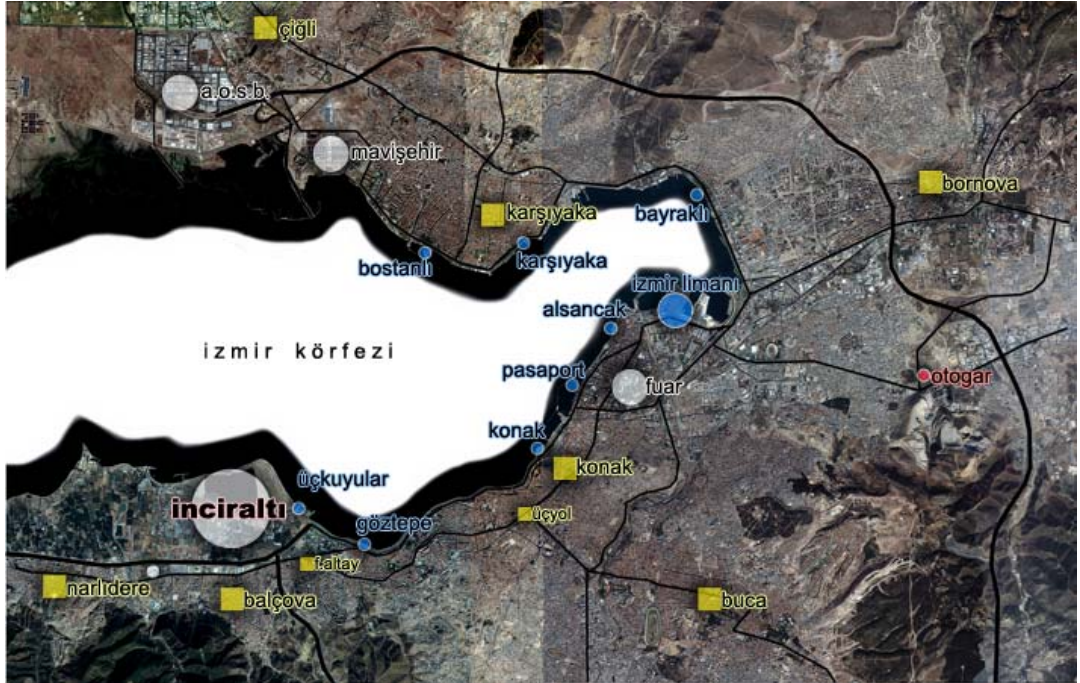 çiğli
a.o.s.b.
mavişehir
bornova
karşıyaka
bayraklı
bostanlı
karşıyaka
izmir limanı
alsancak
izmir körfezi
pasaport
fuar
otogar
konak
konak
üçkuyular
inciraltı
üçyol
göztepe
f.altay
narlıdere
balçova
buca